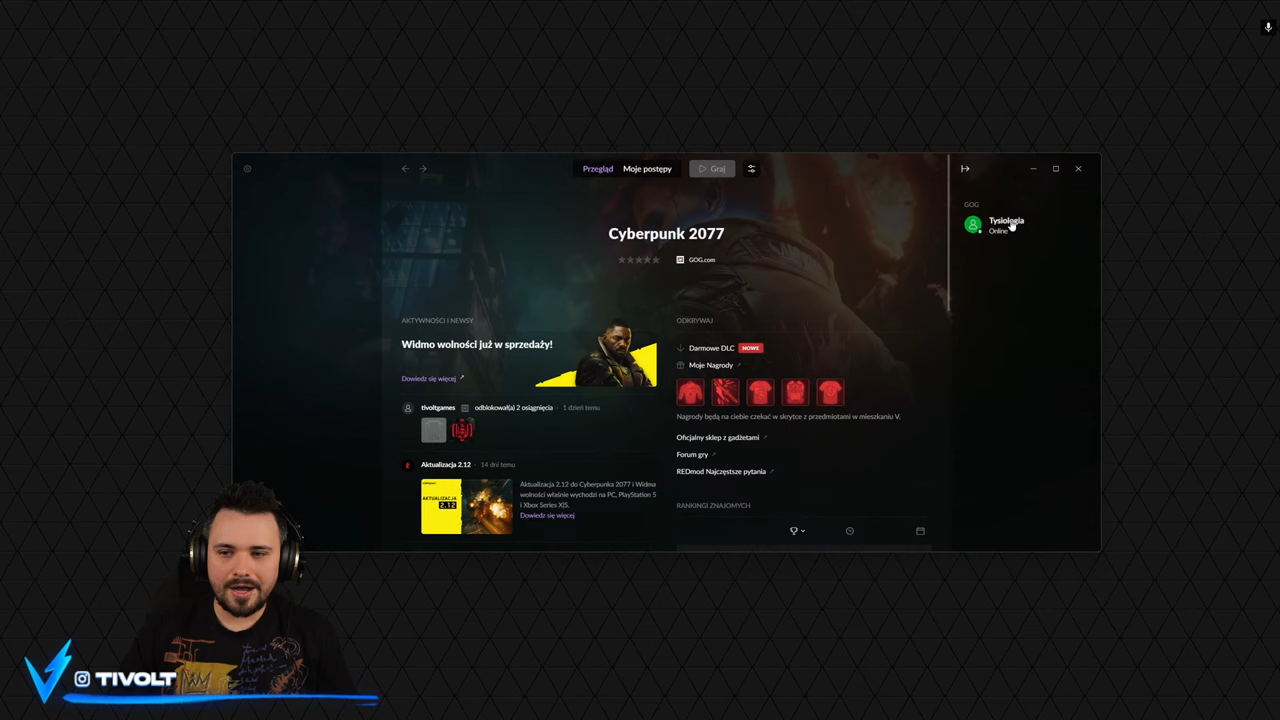 Przegląd
Moje postępy
Graj
GOG
Tysiologia
Online
Cyberpunk 2077
GOG.com
AKTYWNOŚCI I NEWSY
Widmo wolności już w sprzedaży!
Dowiedz się więcej
tivoltgames odblokował(a) 2 osiągnięcia · 1 dzień temu
Aktualizacja 2.12 · 14 dni temu
AKTUALIZACJA
2.12
Aktualizacja 2.12 do Cyberpunk 2077 i Widma
wolności właśnie wychodzi na PC, PlayStation 5
i Xbox Series X|S.
Dowiedz się więcej
ODKRYWAJ
Darmowe DLC NOWE
Moje Nagrody
Nagrody będą na ciebie czekać w skrytce z przedmiotami w mieszkaniu V.
Oficjalny sklep z gadżetami
Forum gry
REDmod Najczęstsze pytania
RANKINGI ZNAJOMYCH
TIVOLT